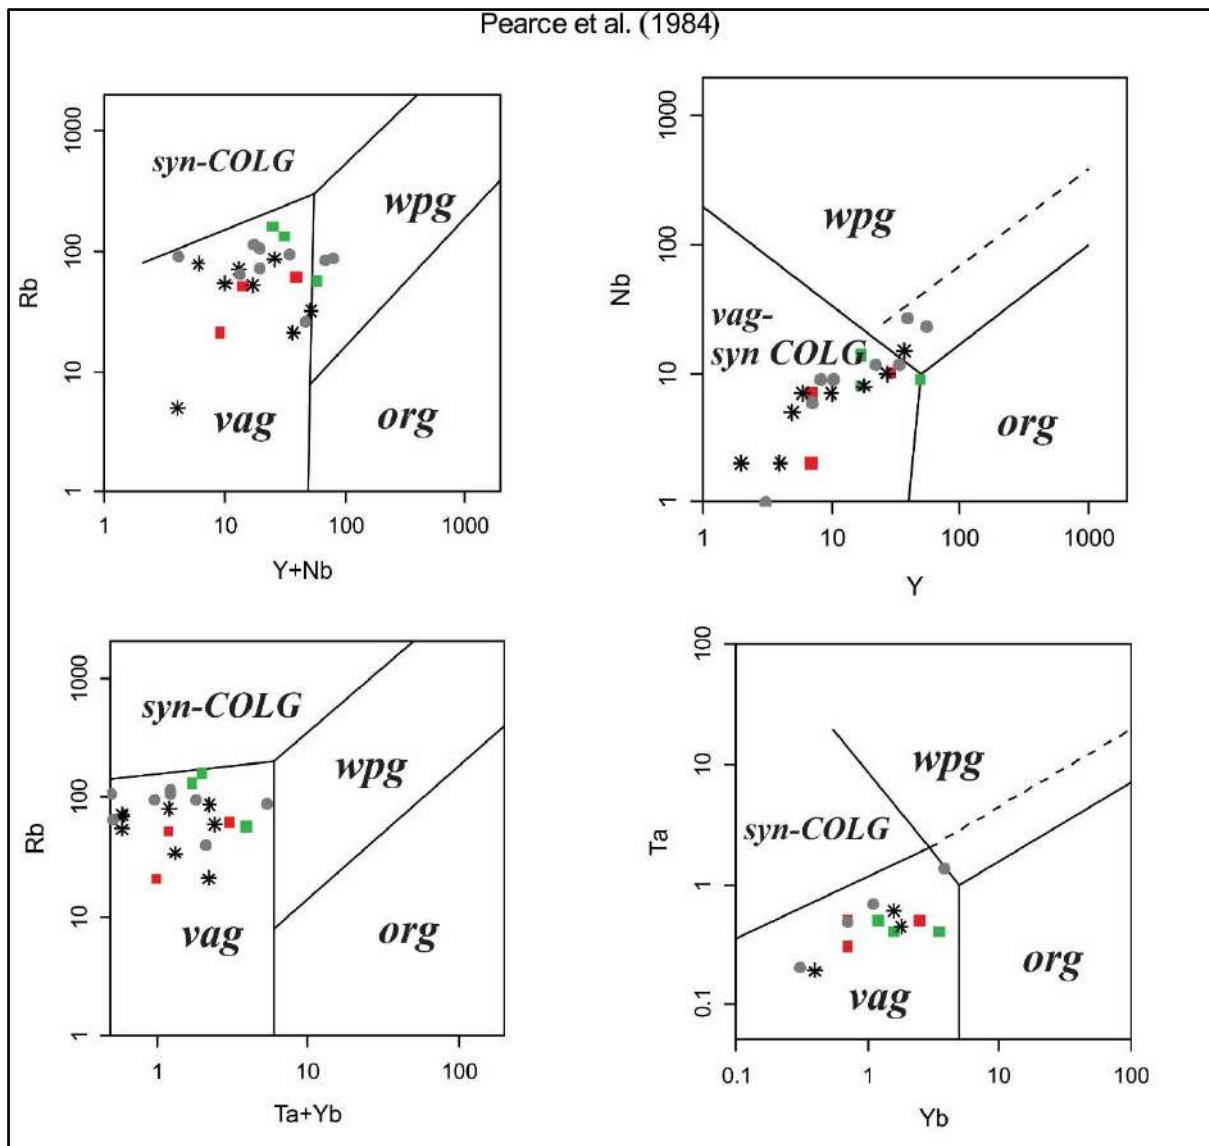 Pearce et al. (1984)
1000
100
10
1
Rb
syn-COLG
wpg
vag
org
1 10 100 1000
Y+Nb
1000
100
10
1
Nb
wpg
vag-
syn COLG
org
1 10 100 1000
Y
1000
100
10
1
Rb
syn-COLG
wpg
vag
org
1 10 100
Ta+Yb
100
10
1
0.1
Ta
wpg
syn-COLG
vag
org
0.1 1 10 100
Yb